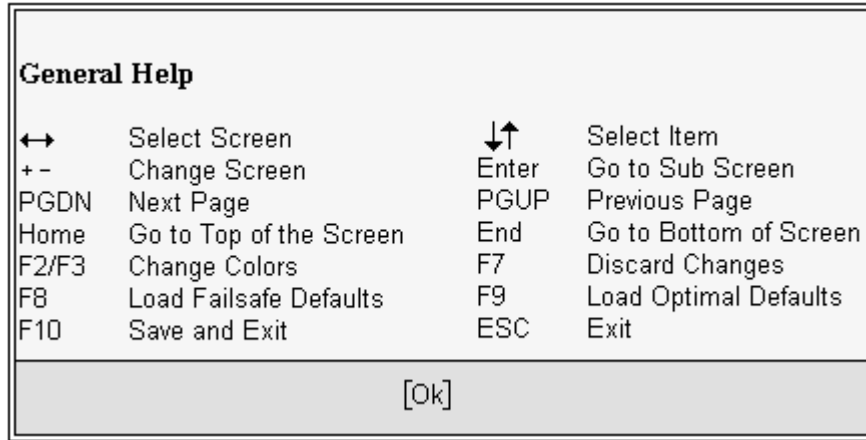 General Help
↔ Select Screen ↓↑ Select Item
+ - Change Screen Enter Go to Sub Screen
PGDN Next Page PGUP Previous Page
Home Go to Top of the Screen End Go to Bottom of Screen
F2/F3 Change Colors F7 Discard Changes
F8 Load Failsafe Defaults F9 Load Optimal Defaults
F10 Save and Exit ESC Exit
[Ok]